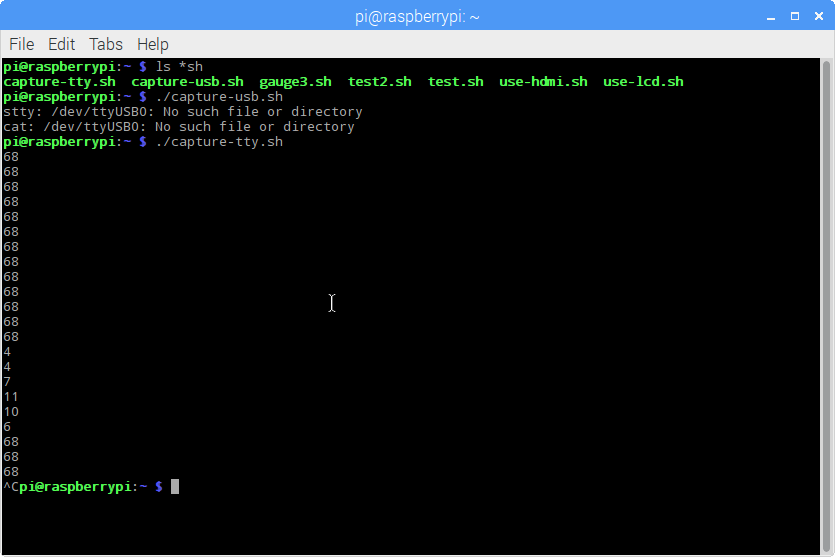 pi@raspberrypi: ~
File Edit Tabs Help
pi@raspberrypi:~ $ ls *sh
capture-tty.sh capture-usb.sh gauge3.sh test2.sh test.sh use-hdmi.sh use-lcd.sh
pi@raspberrypi:~ $ ./capture-usb.sh
stty: /dev/ttyUSB0: No such file or directory
cat: /dev/ttyUSB0: No such file or directory
pi@raspberrypi:~ $ ./capture-tty.sh
68
68
68
68
68
68
68
68
68
68
68
68
68
4
4
7
11
10
6
68
68
68
^Cpi@raspberrypi:~ $